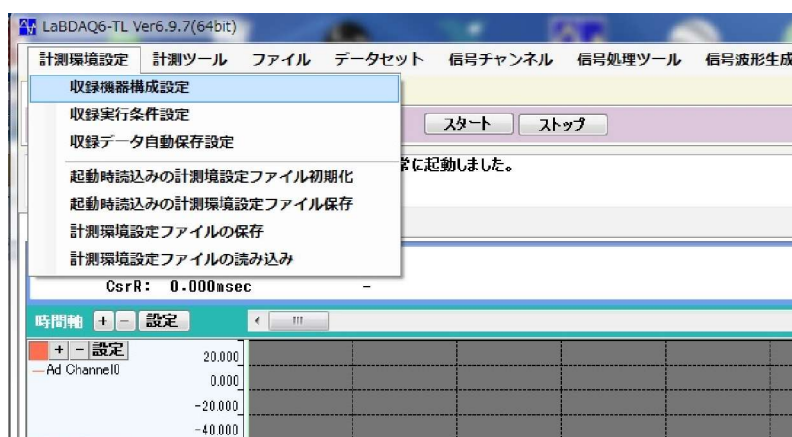 LaBDAQ6-TL Ver6.9.7(64bit)
計測環境設定 計測ツール ファイル データセット 信号チャンネル 信号処理ツール 信号波形生成
収録機器構成設定
収録実行条件設定
スタート ストップ
収録データ自動保存設定
常に起動しました。
起動時読込みの計測境設定ファイル初期化
起動時読込みの計測環境設定ファイル保存
計測環境設定ファイルの保存
計測環境設定ファイルの読み込み
CsrR: 0.000msec -
時間軸 + - 設定
+ - 設定
Ad Channel0
20.000
0.000
-20.000
-40.000